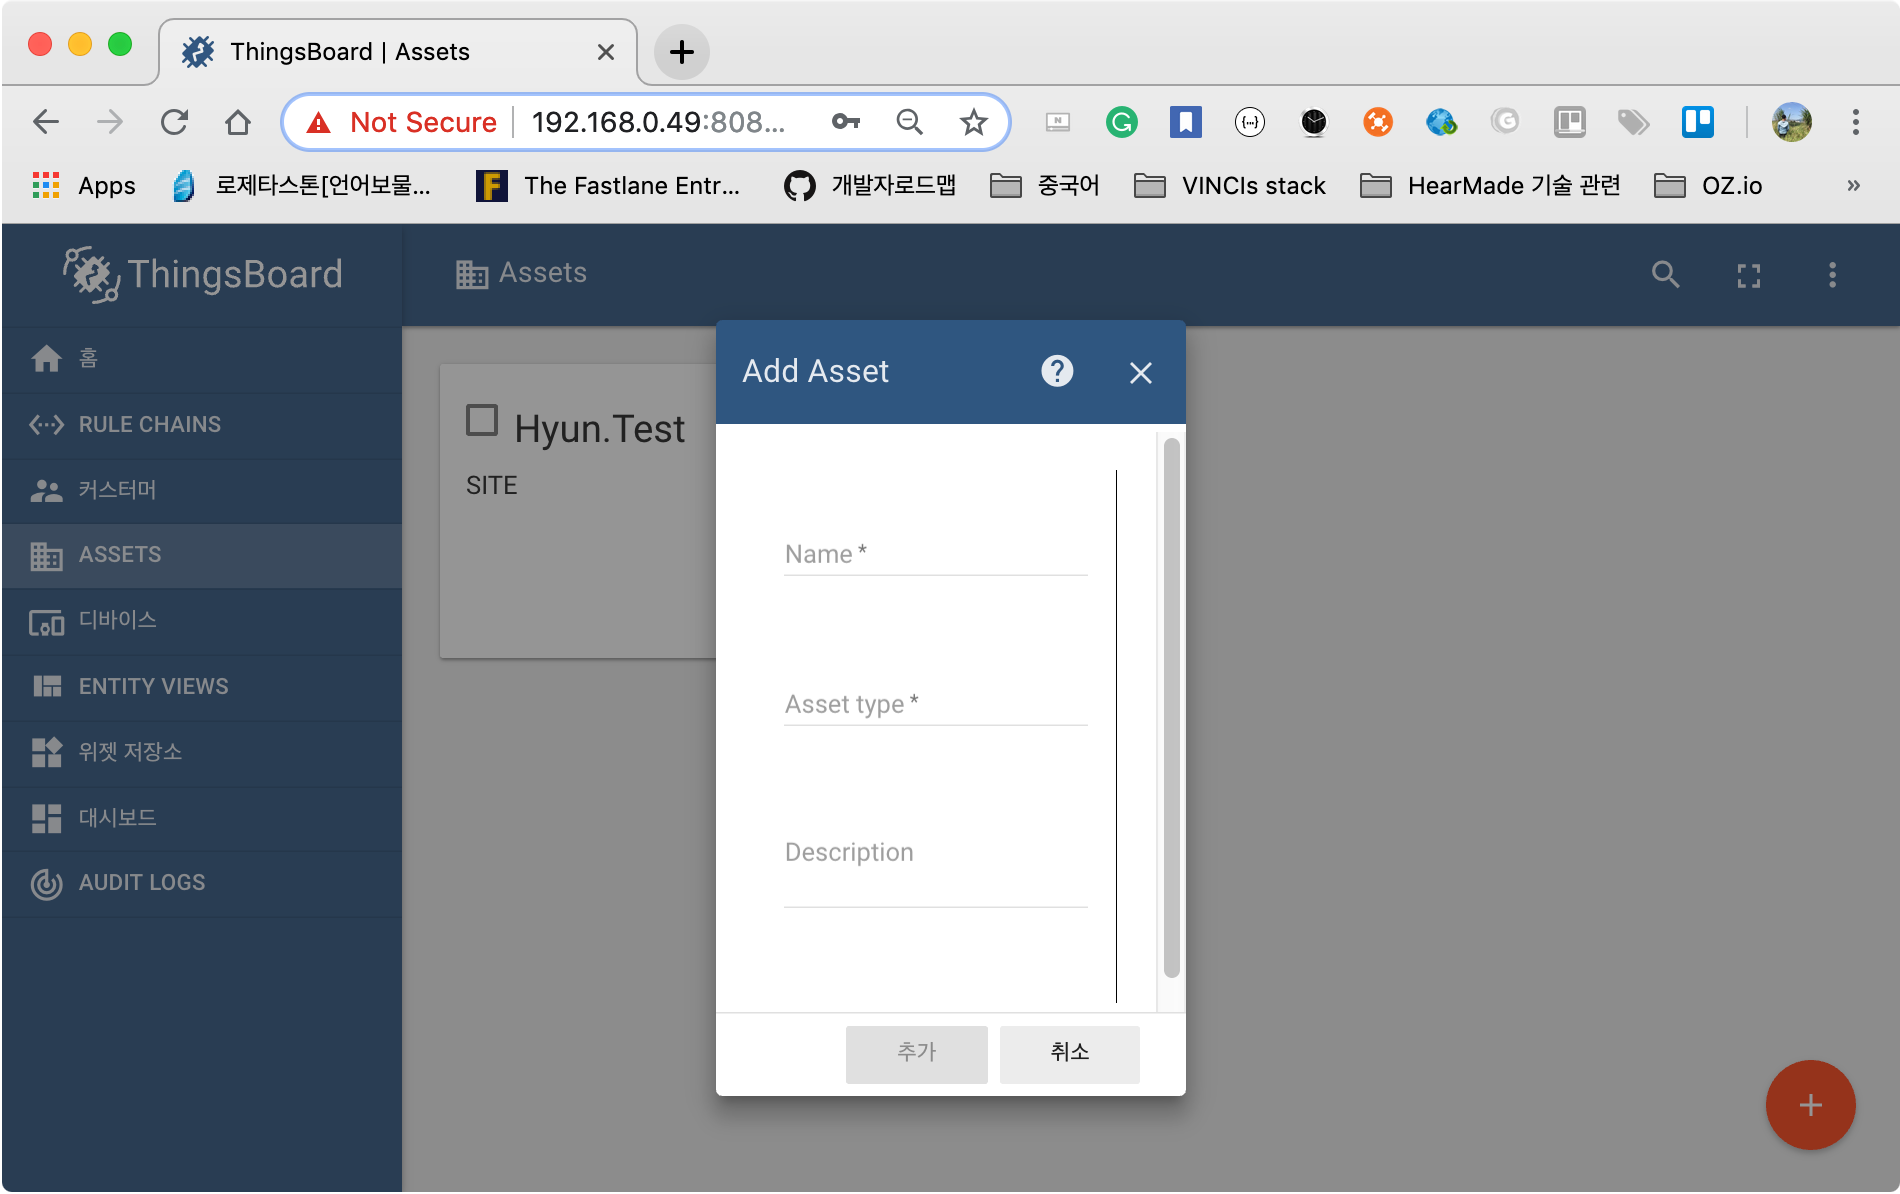 ThingsBoard | Assets
Not Secure
192.168.0.49:808...
Apps
로제타스톤[언어보물...
The Fastlane Entr...
개발자로드맵
중국어
VINCIs stack
HearMade 기술 관련
OZ.io
»
ThingsBoard
Assets
홈
RULE CHAINS
커스터머
ASSETS
디바이스
ENTITY VIEWS
위젯 저장소
대시보드
AUDIT LOGS
Hyun.Test
SITE
Add Asset
Name *
Asset type *
Description
추가
취소